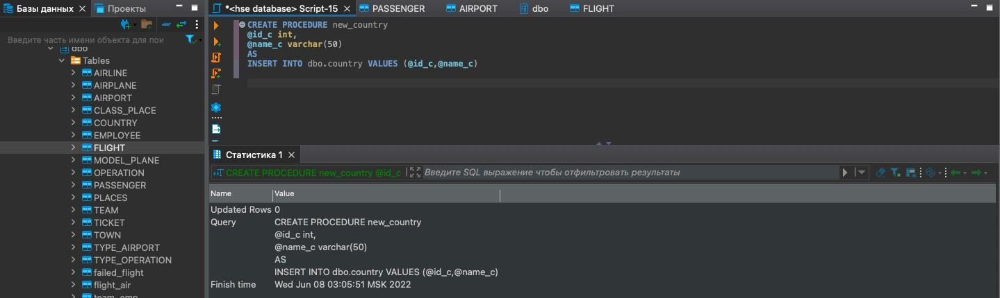 Базы данных
Проекты
*<hse database> Script-15
PASSENGER
AIRPORT
dbo
FLIGHT
Введите часть имени объекта для пои
dbo
Tables
AIRLINE
AIRPLANE
AIRPORT
CLASS_PLACE
COUNTRY
EMPLOYEE
FLIGHT
MODEL_PLANE
OPERATION
PASSENGER
PLACES
TEAM
TICKET
TOWN
TYPE_AIRPORT
TYPE_OPERATION
failed_flight
flight_air
team_emp
CREATE PROCEDURE new_country
@id_c int,
@name_c varchar(50)
AS
INSERT INTO dbo.country VALUES (@id_c,@name_c)
Статистика 1
CREATE PROCEDURE new_country @id_c
Введите SQL выражение чтобы отфильтровать результаты
Name Value
Updated Rows 0
Query CREATE PROCEDURE new_country
@id_c int,
@name_c varchar(50)
AS
INSERT INTO dbo.country VALUES (@id_c,@name_c)
Finish time Wed Jun 08 03:05:51 MSK 2022